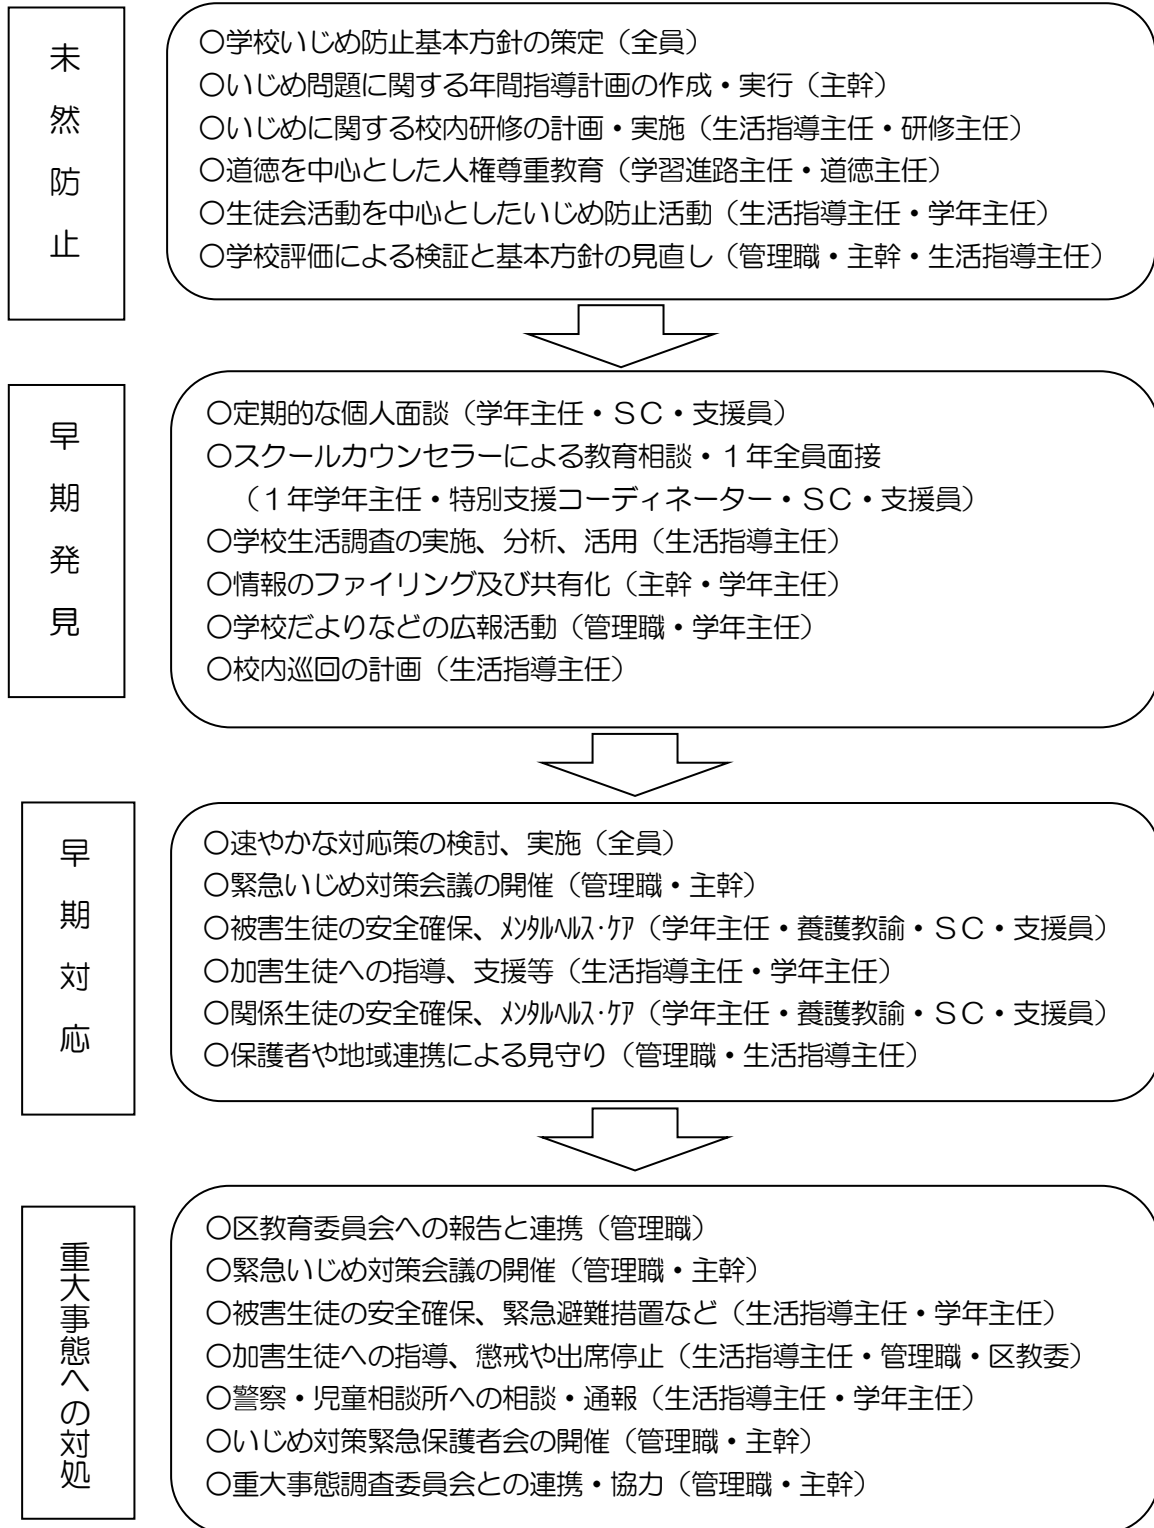 未然防止
〇学校いじめ防止基本方針の策定（全員）
〇いじめ問題に関する年間指導計画の作成・実行（主幹）
〇いじめに関する校内研修の計画・実施（生活指導主任・研修主任）
〇道徳を中心とした人権尊重教育（学習進路主任・道徳主任）
〇生徒会活動を中心としたいじめ防止活動（生活指導主任・学年主任）
〇学校評価による検証と基本方針の見直し（管理職・主幹・生活指導主任）
早期発見
〇定期的な個人面談（学年主任・ＳＣ・支援員）
〇スクールカウンセラーによる教育相談・１年全員面接
（１年学年主任・特別支援コーディネーター・ＳＣ・支援員）
〇学校生活調査の実施、分析、活用（生活指導主任）
〇情報のファイリング及び共有化（主幹・学年主任）
〇学校だよりなどの広報活動（管理職・学年主任）
〇校内巡回の計画（生活指導主任）
早期対応
〇速やかな対応策の検討、実施（全員）
〇緊急いじめ対策会議の開催（管理職・主幹）
〇被害生徒の安全確保、ﾒﾝﾀﾙﾍﾙｽ･ｹｱ（学年主任・養護教諭・ＳＣ・支援員）
〇加害生徒への指導、支援等（生活指導主任・学年主任）
〇関係生徒の安全確保、ﾒﾝﾀﾙﾍﾙｽ･ｹｱ（学年主任・養護教諭・ＳＣ・支援員）
〇保護者や地域連携による見守り（管理職・生活指導主任）
重大事態への対処
〇区教育委員会への報告と連携（管理職）
〇緊急いじめ対策会議の開催（管理職・主幹）
〇被害生徒の安全確保、緊急避難措置など（生活指導主任・学年主任）
〇加害生徒への指導、懲戒や出席停止（生活指導主任・管理職・区教委）
〇警察・児童相談所への相談・通報（生活指導主任・学年主任）
〇いじめ対策緊急保護者会の開催（管理職・主幹）
〇重大事態調査委員会との連携・協力（管理職・主幹）